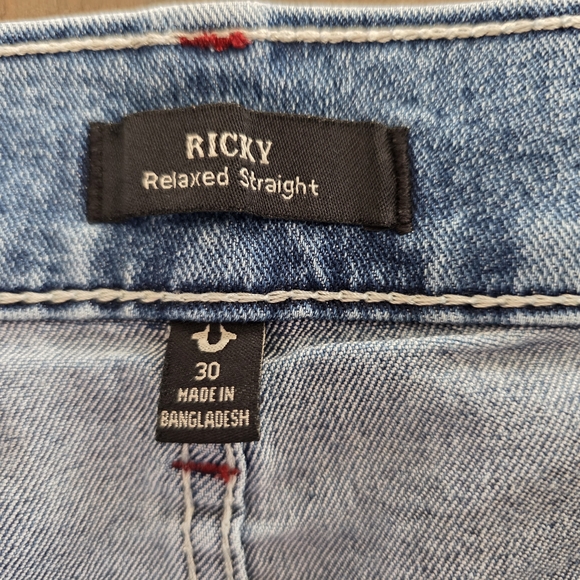 RICKY
Relaxed Straight
30
MADE IN
BANGLADESH